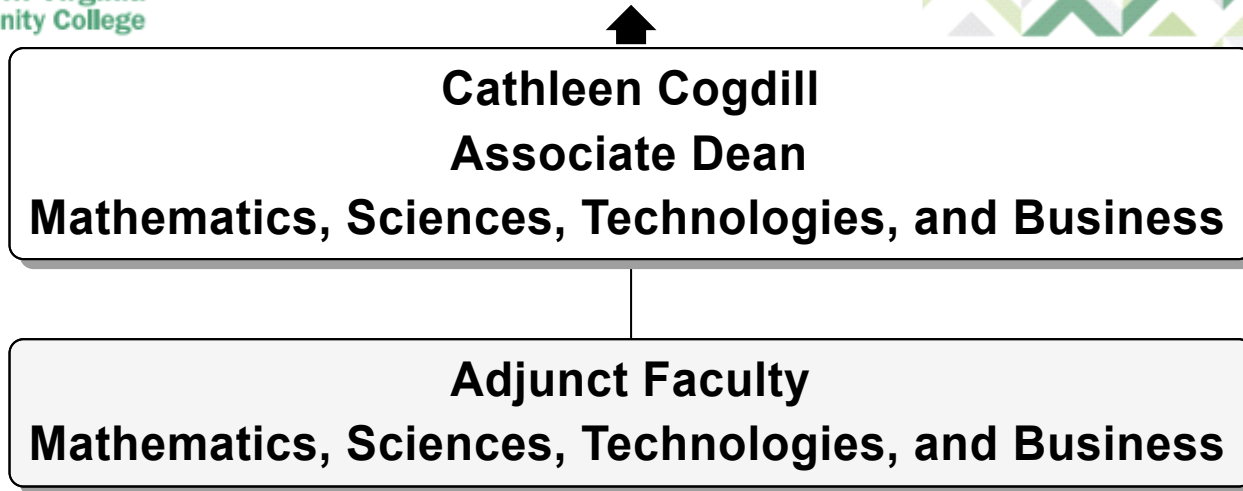 nity College
Cathleen Cogdill
Associate Dean
Mathematics, Sciences, Technologies, and Business
Adjunct Faculty
Mathematics, Sciences, Technologies, and Business